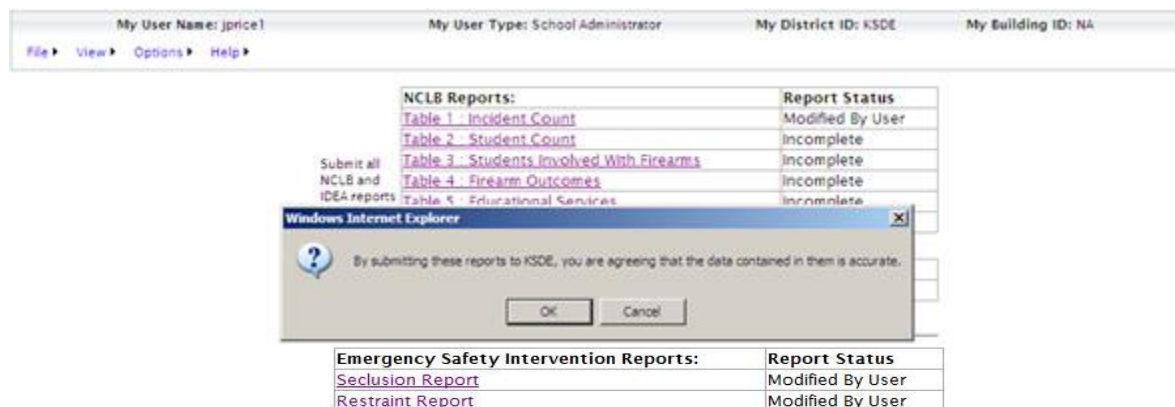 My User Name: jprice1 My User Type: School Administrator My District ID: KSDE My Building ID: NA
File View Options Help
NCLB Reports: Report Status
Table 1 : Incident Count Modified By User
Table 2 : Student Count Incomplete
Table 3 : Students Involved With Firearms Incomplete
Table 4 : Firearm Outcomes Incomplete
Table 5 : Educational Services Incomplete
Submit all
NCLB and
IDEA reports
Windows Internet Explorer
By submitting these reports to KSDE, you are agreeing that the data contained in them is accurate.
OK Cancel
Emergency Safety Intervention Reports: Report Status
Seclusion Report Modified By User
Restraint Report Modified By User